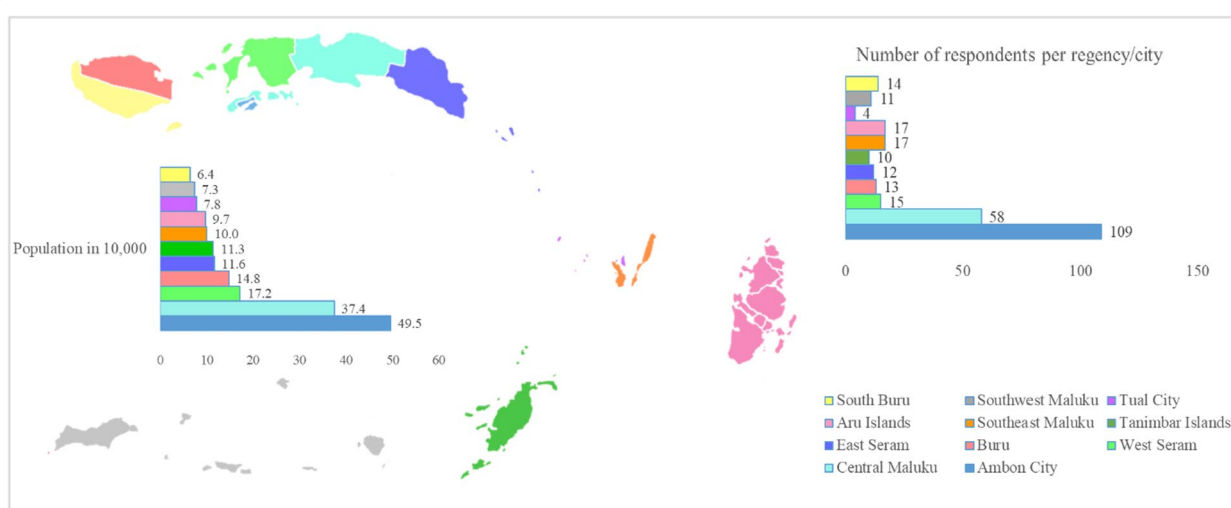 Number of respondents per regency/city
14
11
4
17
17
10
12
13
15
58
109
0 50 100 150
Population in 10,000
6.4
7.3
7.8
9.7
10.0
11.3
11.6
14.8
17.2
37.4
49.5
0 10 20 30 40 50 60
South Buru Southwest Maluku Tual City
Aru Islands Southeast Maluku Tanimbar Islands
East Seram Buru West Seram
Central Maluku Ambon City